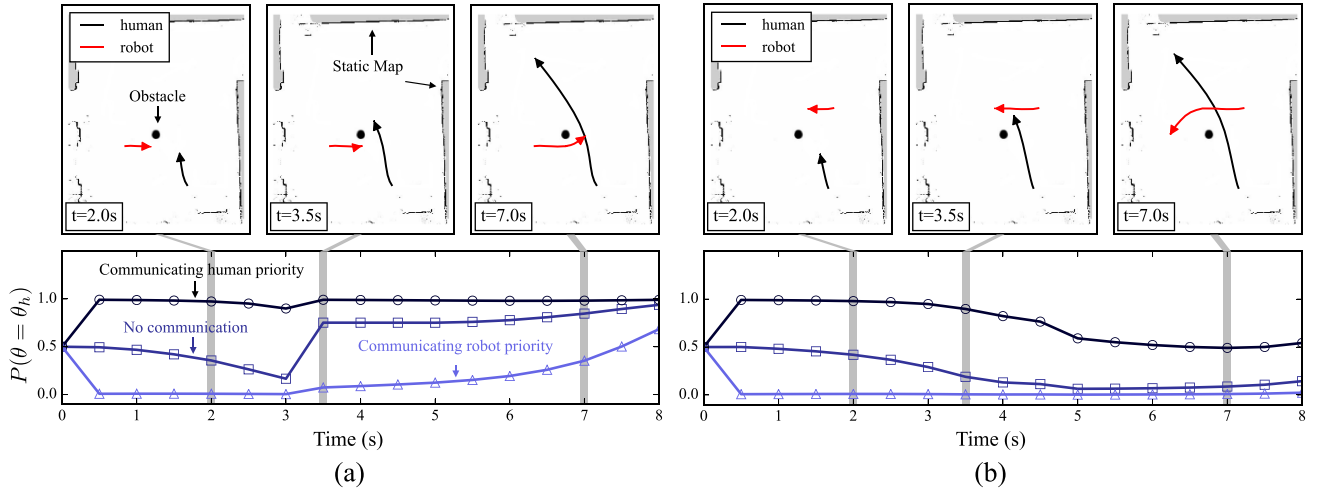 human
robot
Obstacle
t=2.0s
Static Map
t=3.5s
t=7.0s
human
robot
t=2.0s
t=3.5s
t=7.0s
P(θ = θ_h)
1.0
0.5
0.0
Communicating human priority
No communication
Communicating robot priority
0 1 2 3 4 5 6 7 8
Time (s)
(a)
1.0
0.5
0.0
0 1 2 3 4 5 6 7 8
Time (s)
(b)